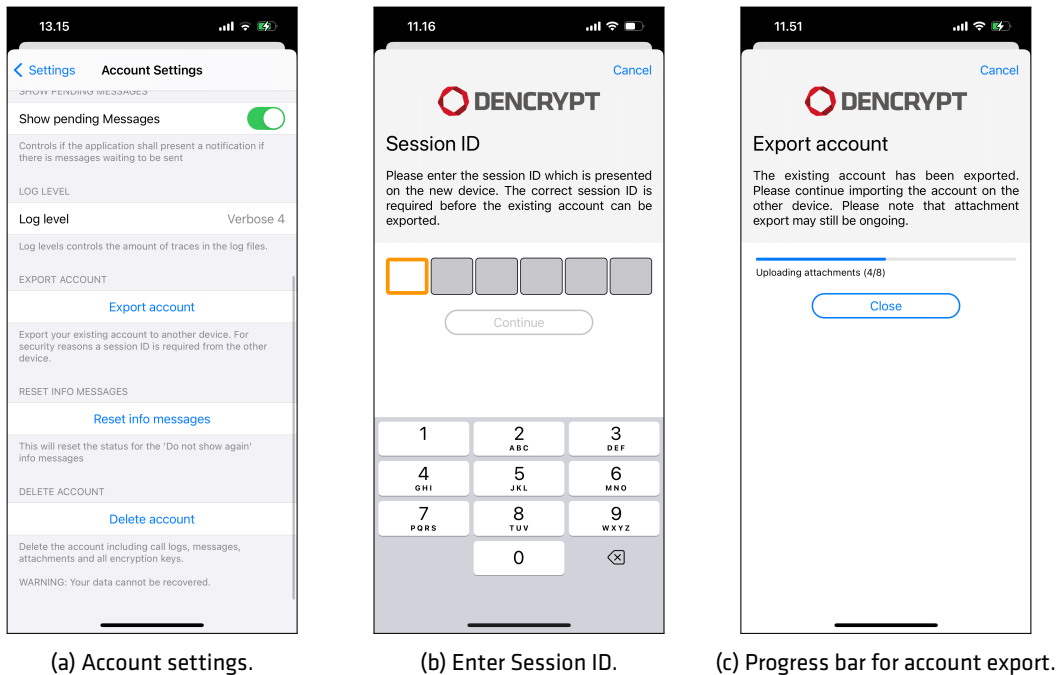 13.15
Settings
Account Settings
SHOW PENDING MESSAGES
Show pending Messages
Controls if the application shall present a notification if
there is messages waiting to be sent
LOG LEVEL
Log level
Verbose 4
Log levels controls the amount of traces in the log files.
EXPORT ACCOUNT
Export account
Export your existing account to another device. For
security reasons a session ID is required from the other
device.
RESET INFO MESSAGES
Reset info messages
This will reset the status for the 'Do not show again'
info messages
DELETE ACCOUNT
Delete account
Delete the account including call logs, messages,
attachments and all encryption keys.
WARNING: Your data cannot be recovered.
(a) Account settings.
11.16
Cancel
DENCRYPT
Session ID
Please enter the session ID which is presented
on the new device. The correct session ID is
required before the existing account can be
exported.
Continue
1
2
ABC
3
DEF
4
GHI
5
JKL
6
MNO
7
PQRS
8
TUV
9
WXYZ
0
(b) Enter Session ID.
11.51
Cancel
DENCRYPT
Export account
The existing account has been exported.
Please continue importing the account on the
other device. Please note that attachment
export may still be ongoing.
Uploading attachments (4/8)
Close
(c) Progress bar for account export.